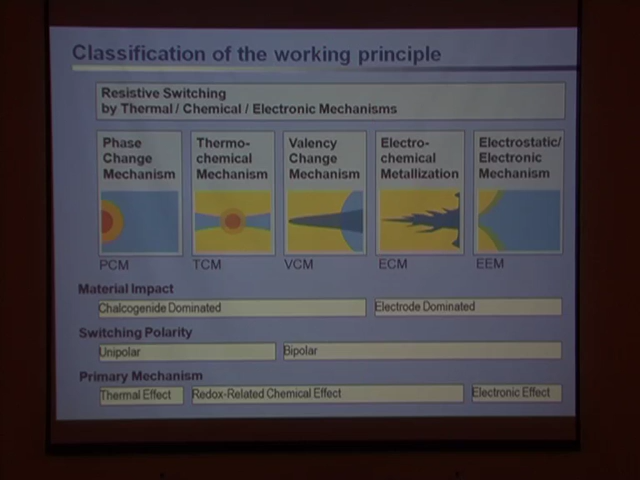 Classification of the working principle
Resistive Switching
by Thermal / Chemical / Electronic Mechanisms
Phase
Change
Mechanism
Thermo-
chemical
Mechanism
Valency
Change
Mechanism
Electro-
chemical
Metallization
Electrostatic/
Electronic
Mechanism
PCM
TCM
VCM
ECM
EEM
Material Impact
Chalcogenide Dominated
Electrode Dominated
Switching Polarity
Unipolar
Bipolar
Primary Mechanism
Thermal Effect
Redox-Related Chemical Effect
Electronic Effect